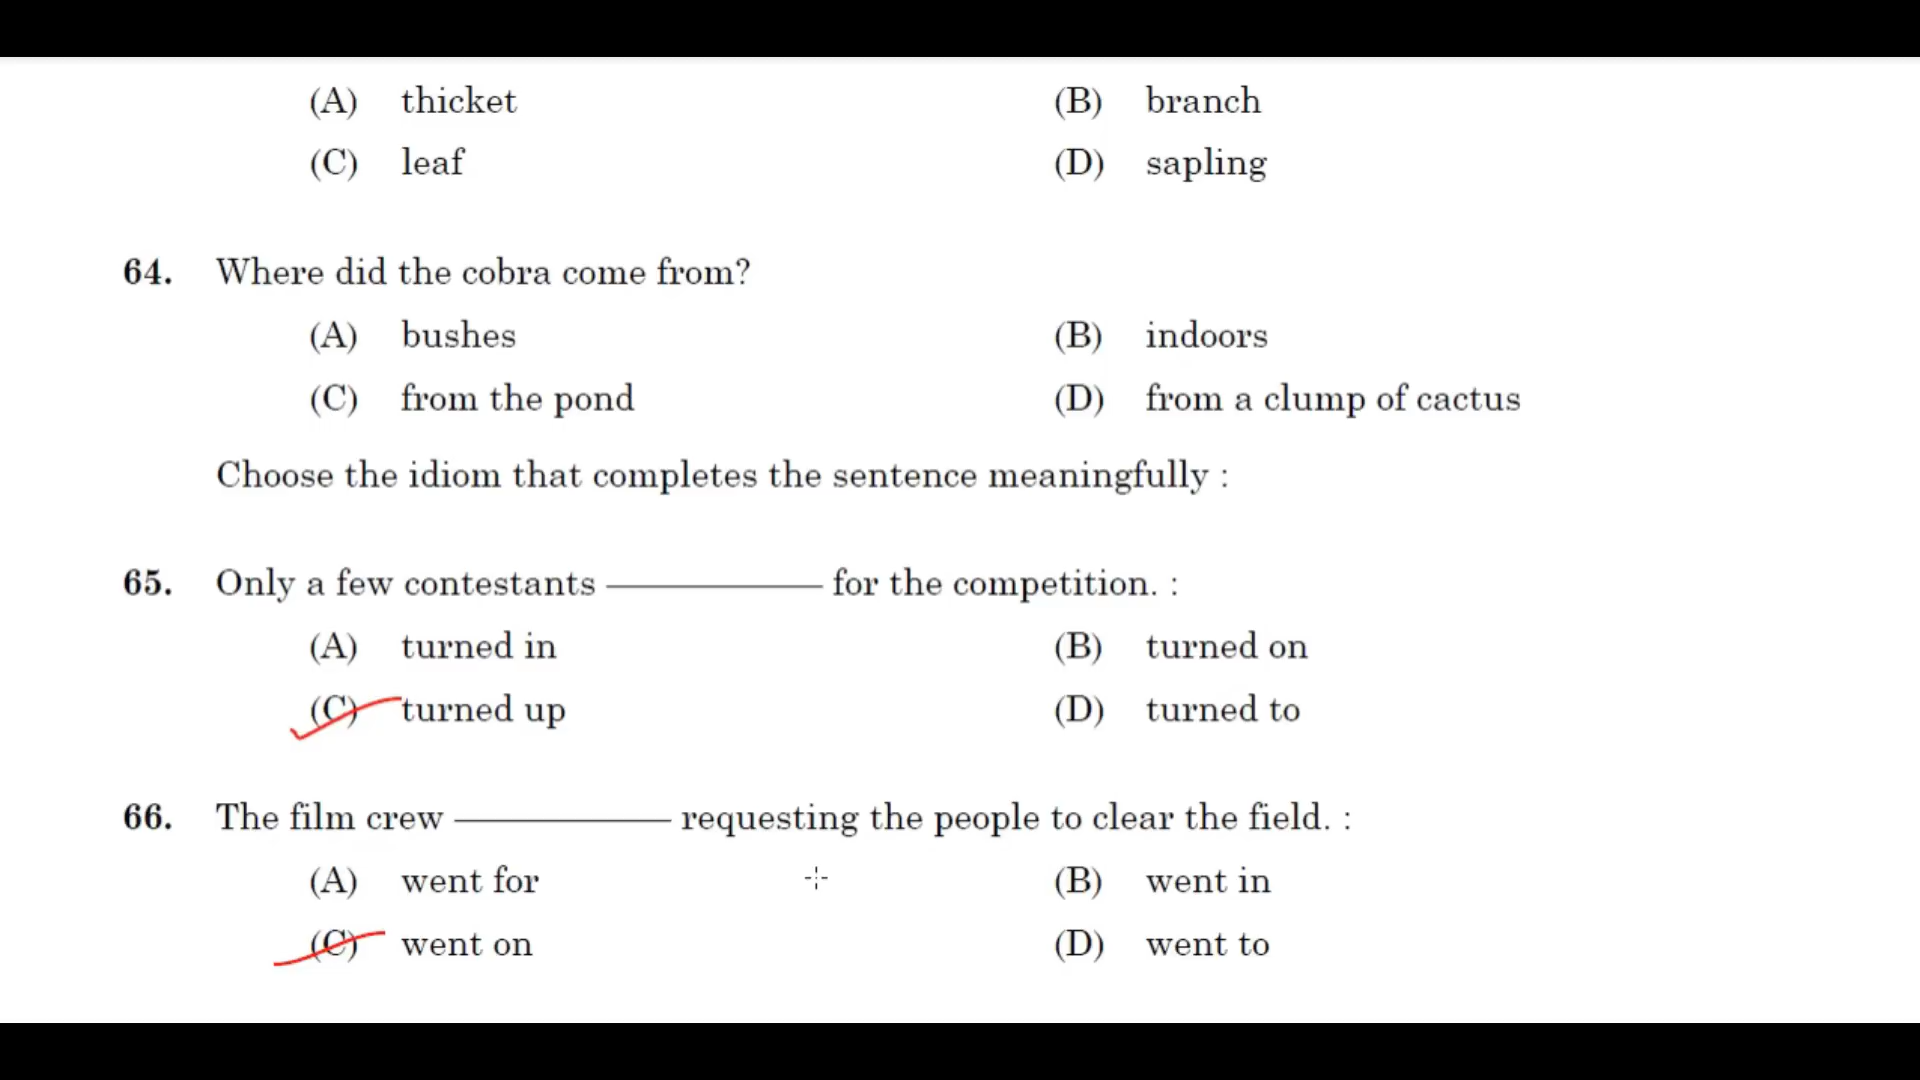 (A) thicket (B) branch
(C) leaf (D) sapling
64. Where did the cobra come from?
(A) bushes (B) indoors
(C) from the pond (D) from a clump of cactus
Choose the idiom that completes the sentence meaningfully :
65. Only a few contestants ———— for the competition. :
(A) turned in (B) turned on
(C) turned up (D) turned to
66. The film crew ———— requesting the people to clear the field. :
(A) went for (B) went in
(C) went on (D) went to